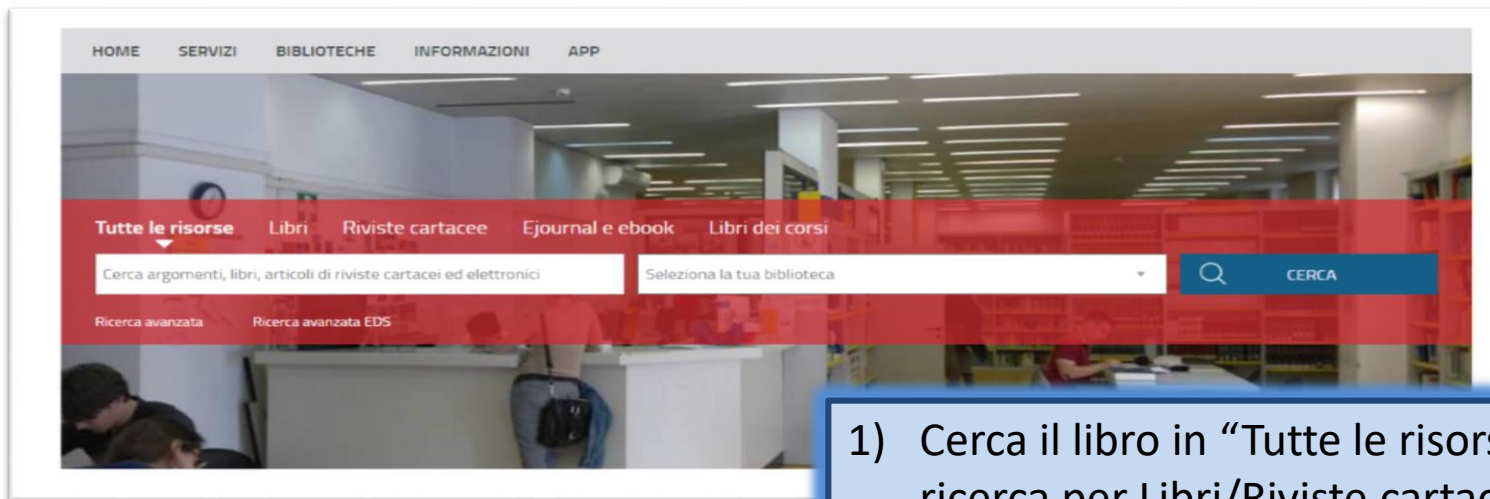 HOME SERVIZI BIBLIOTECHE INFORMAZIONI APP
Tutte le risorse Libri Riviste cartacee Ejournal e ebook Libri dei corsi
Cerca argomenti, libri, articoli di riviste cartacei ed elettronici Seleziona la tua biblioteca CERCA
Ricerca avanzata Ricerca avanzata EDS
1) Cerca il libro in “Tutte le